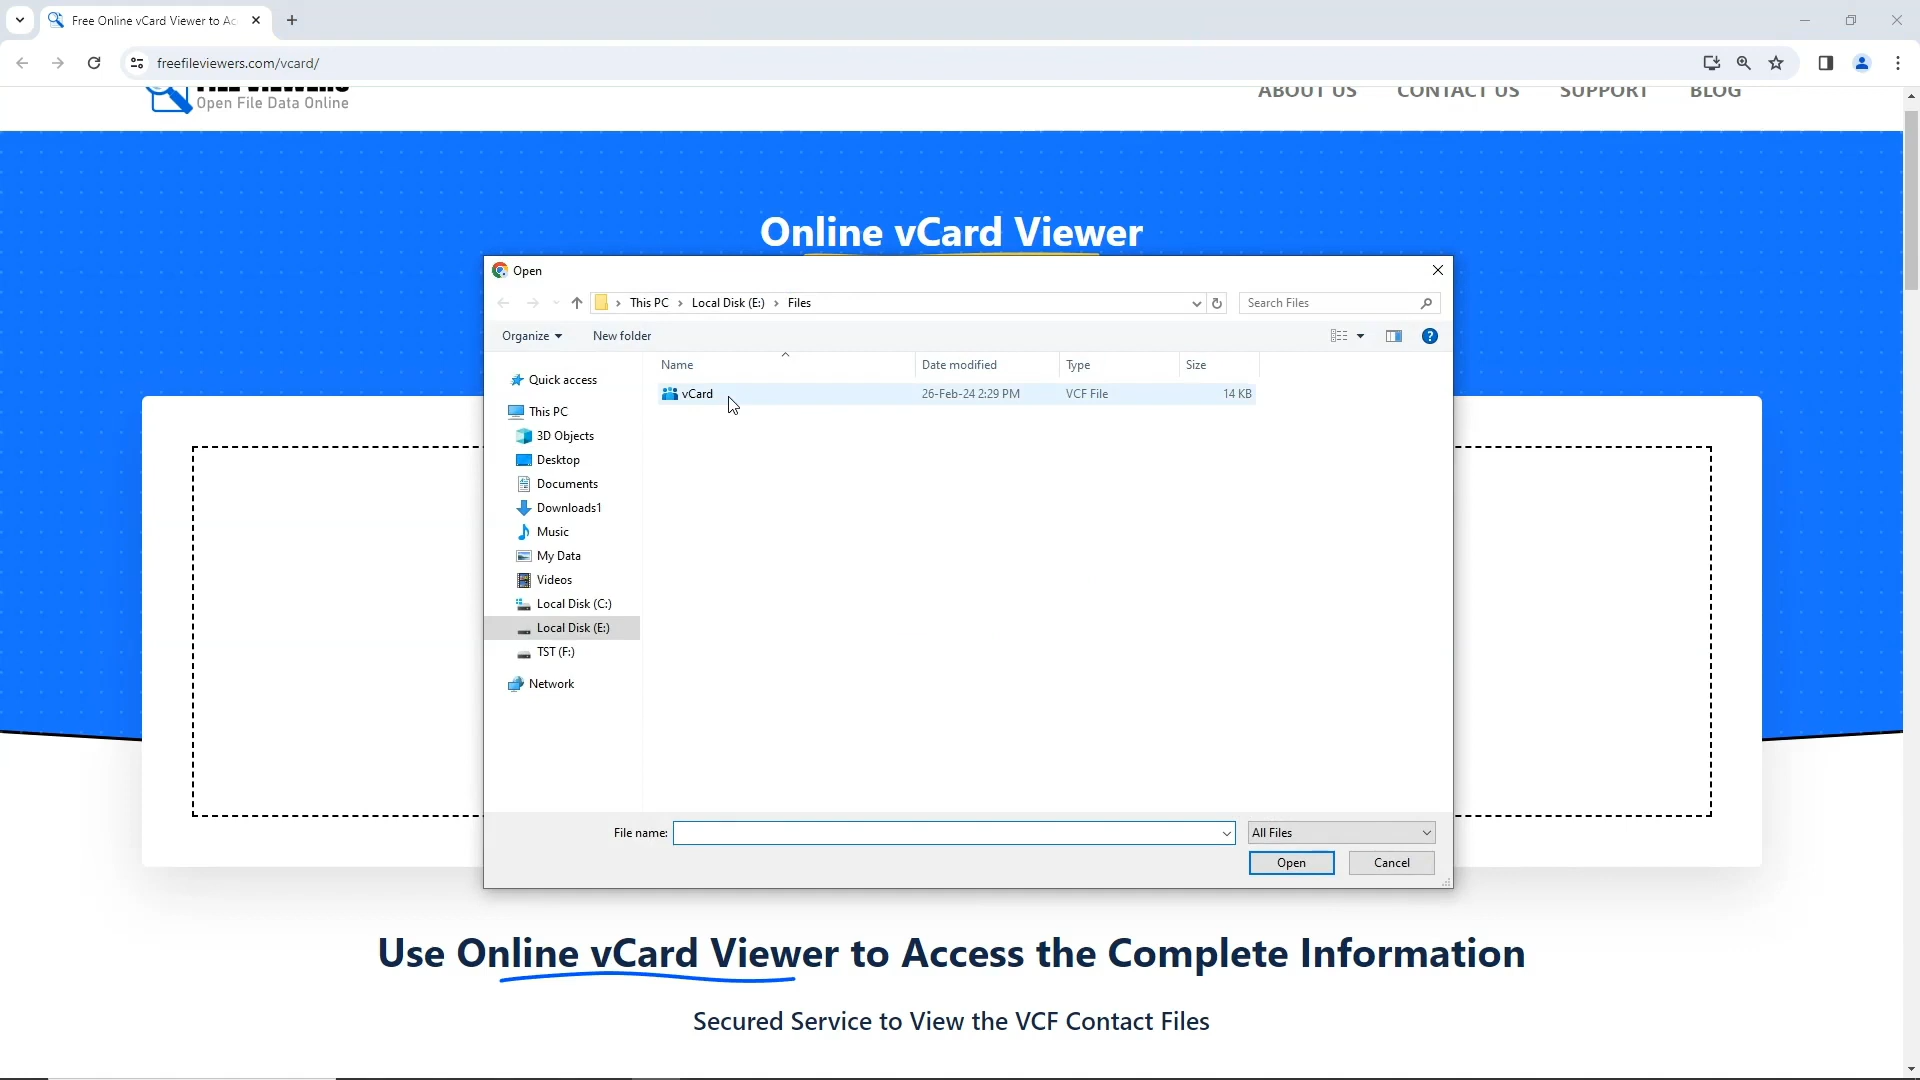 Free Online vCard Viewer to Ac
freefileviewers.com/vcard/
FILE VIEWERS
Open File Data Online
ABOUT US
CONTACT US
SUPPORT
BLOG
Online vCard Viewer
Open
This PC > Local Disk (E:) > Files
Search Files
Organize
New folder
Name
Date modified
Type
Size
vCard
26-Feb-24 2:29 PM
VCF File
14 KB
Quick access
This PC
3D Objects
Desktop
Documents
Downloads1
Music
My Data
Videos
Local Disk (C:)
Local Disk (E:)
TST (F:)
Network
File name:
All Files
Open
Cancel
Use Online vCard Viewer to Access the Complete Information
Secured Service to View the VCF Contact Files